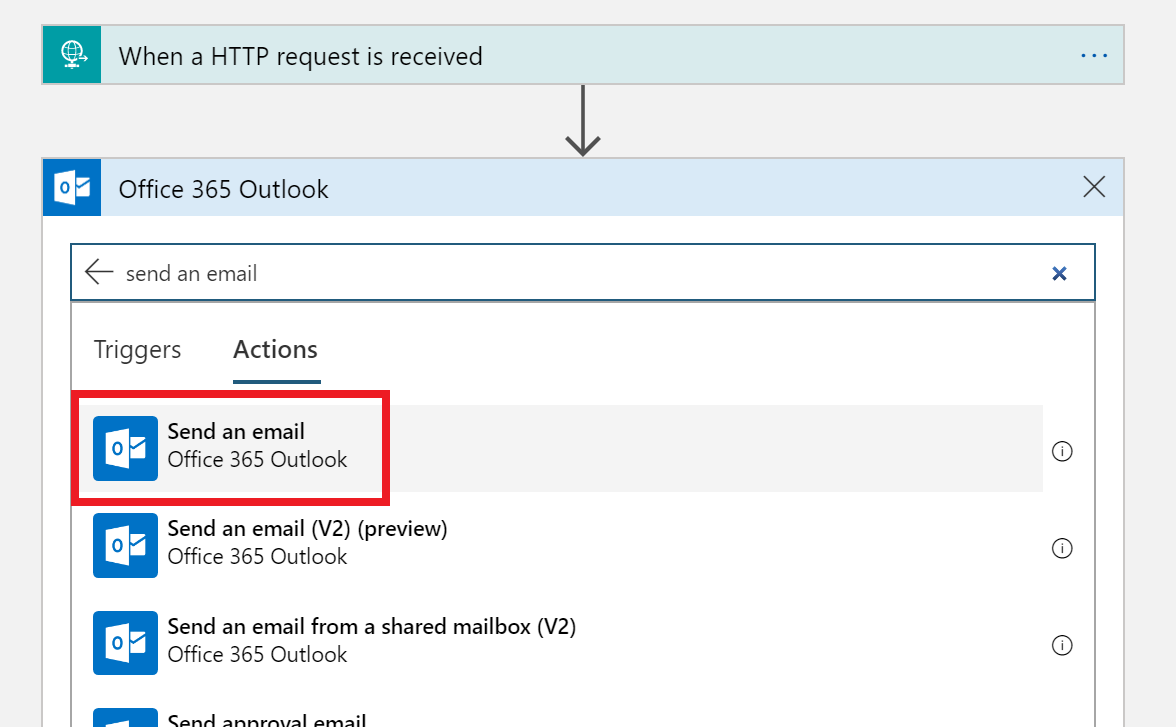 When a HTTP request is received
Office 365 Outlook
send an email
Triggers Actions
Send an email
Office 365 Outlook
Send an email (V2) (preview)
Office 365 Outlook
Send an email from a shared mailbox (V2)
Office 365 Outlook
Send approval email